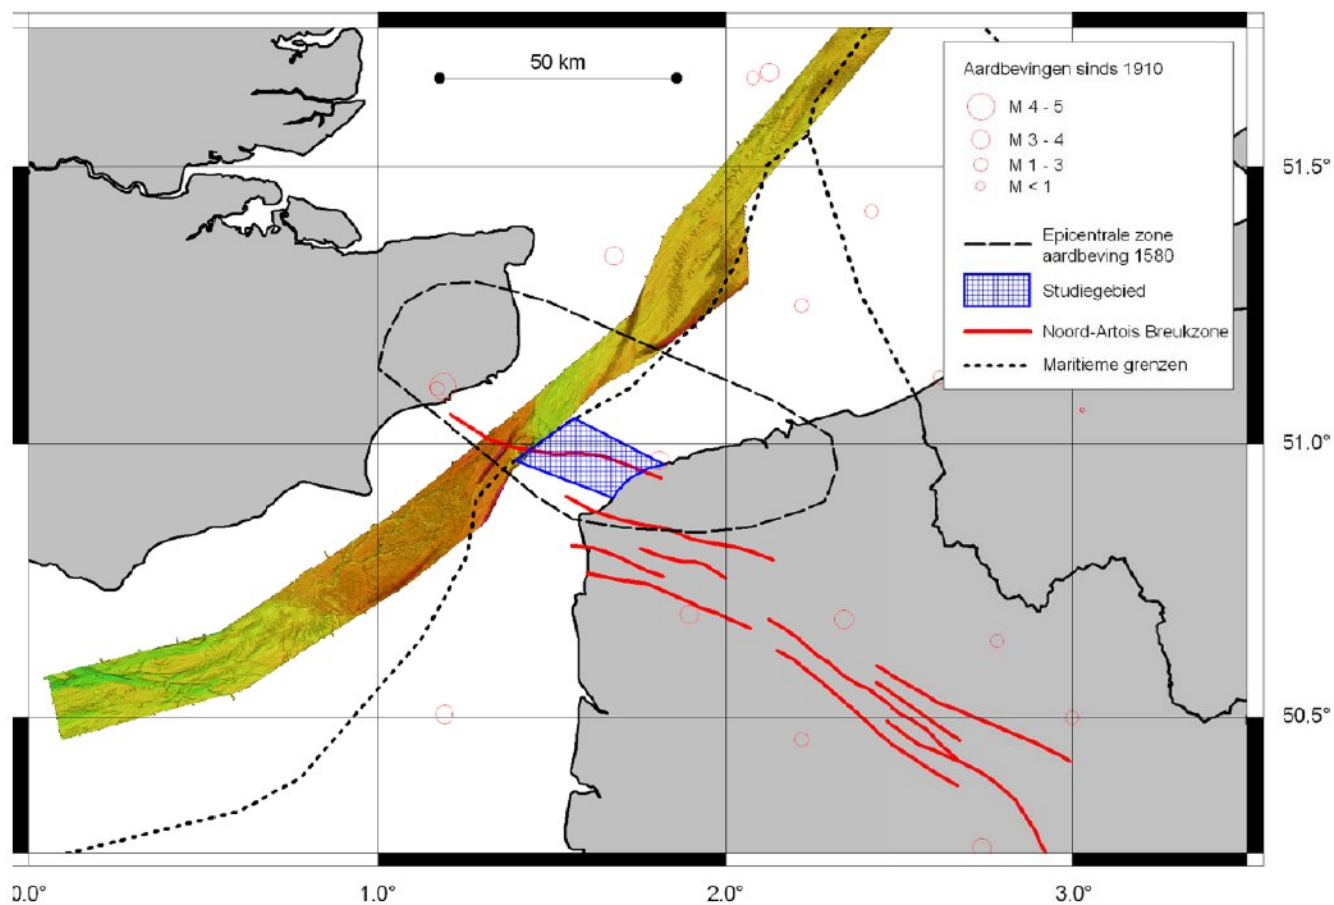 50 km
Aardbevingen sinds 1910
M 4 - 5
M 3 - 4
M 1 - 3
M < 1
Epicentrale zone
aardbeving 1580
Studiegebied
Noord-Artois Breukzone
Maritieme grenzen
51.5°
51.0°
50.5°
0.0°
1.0°
2.0°
3.0°